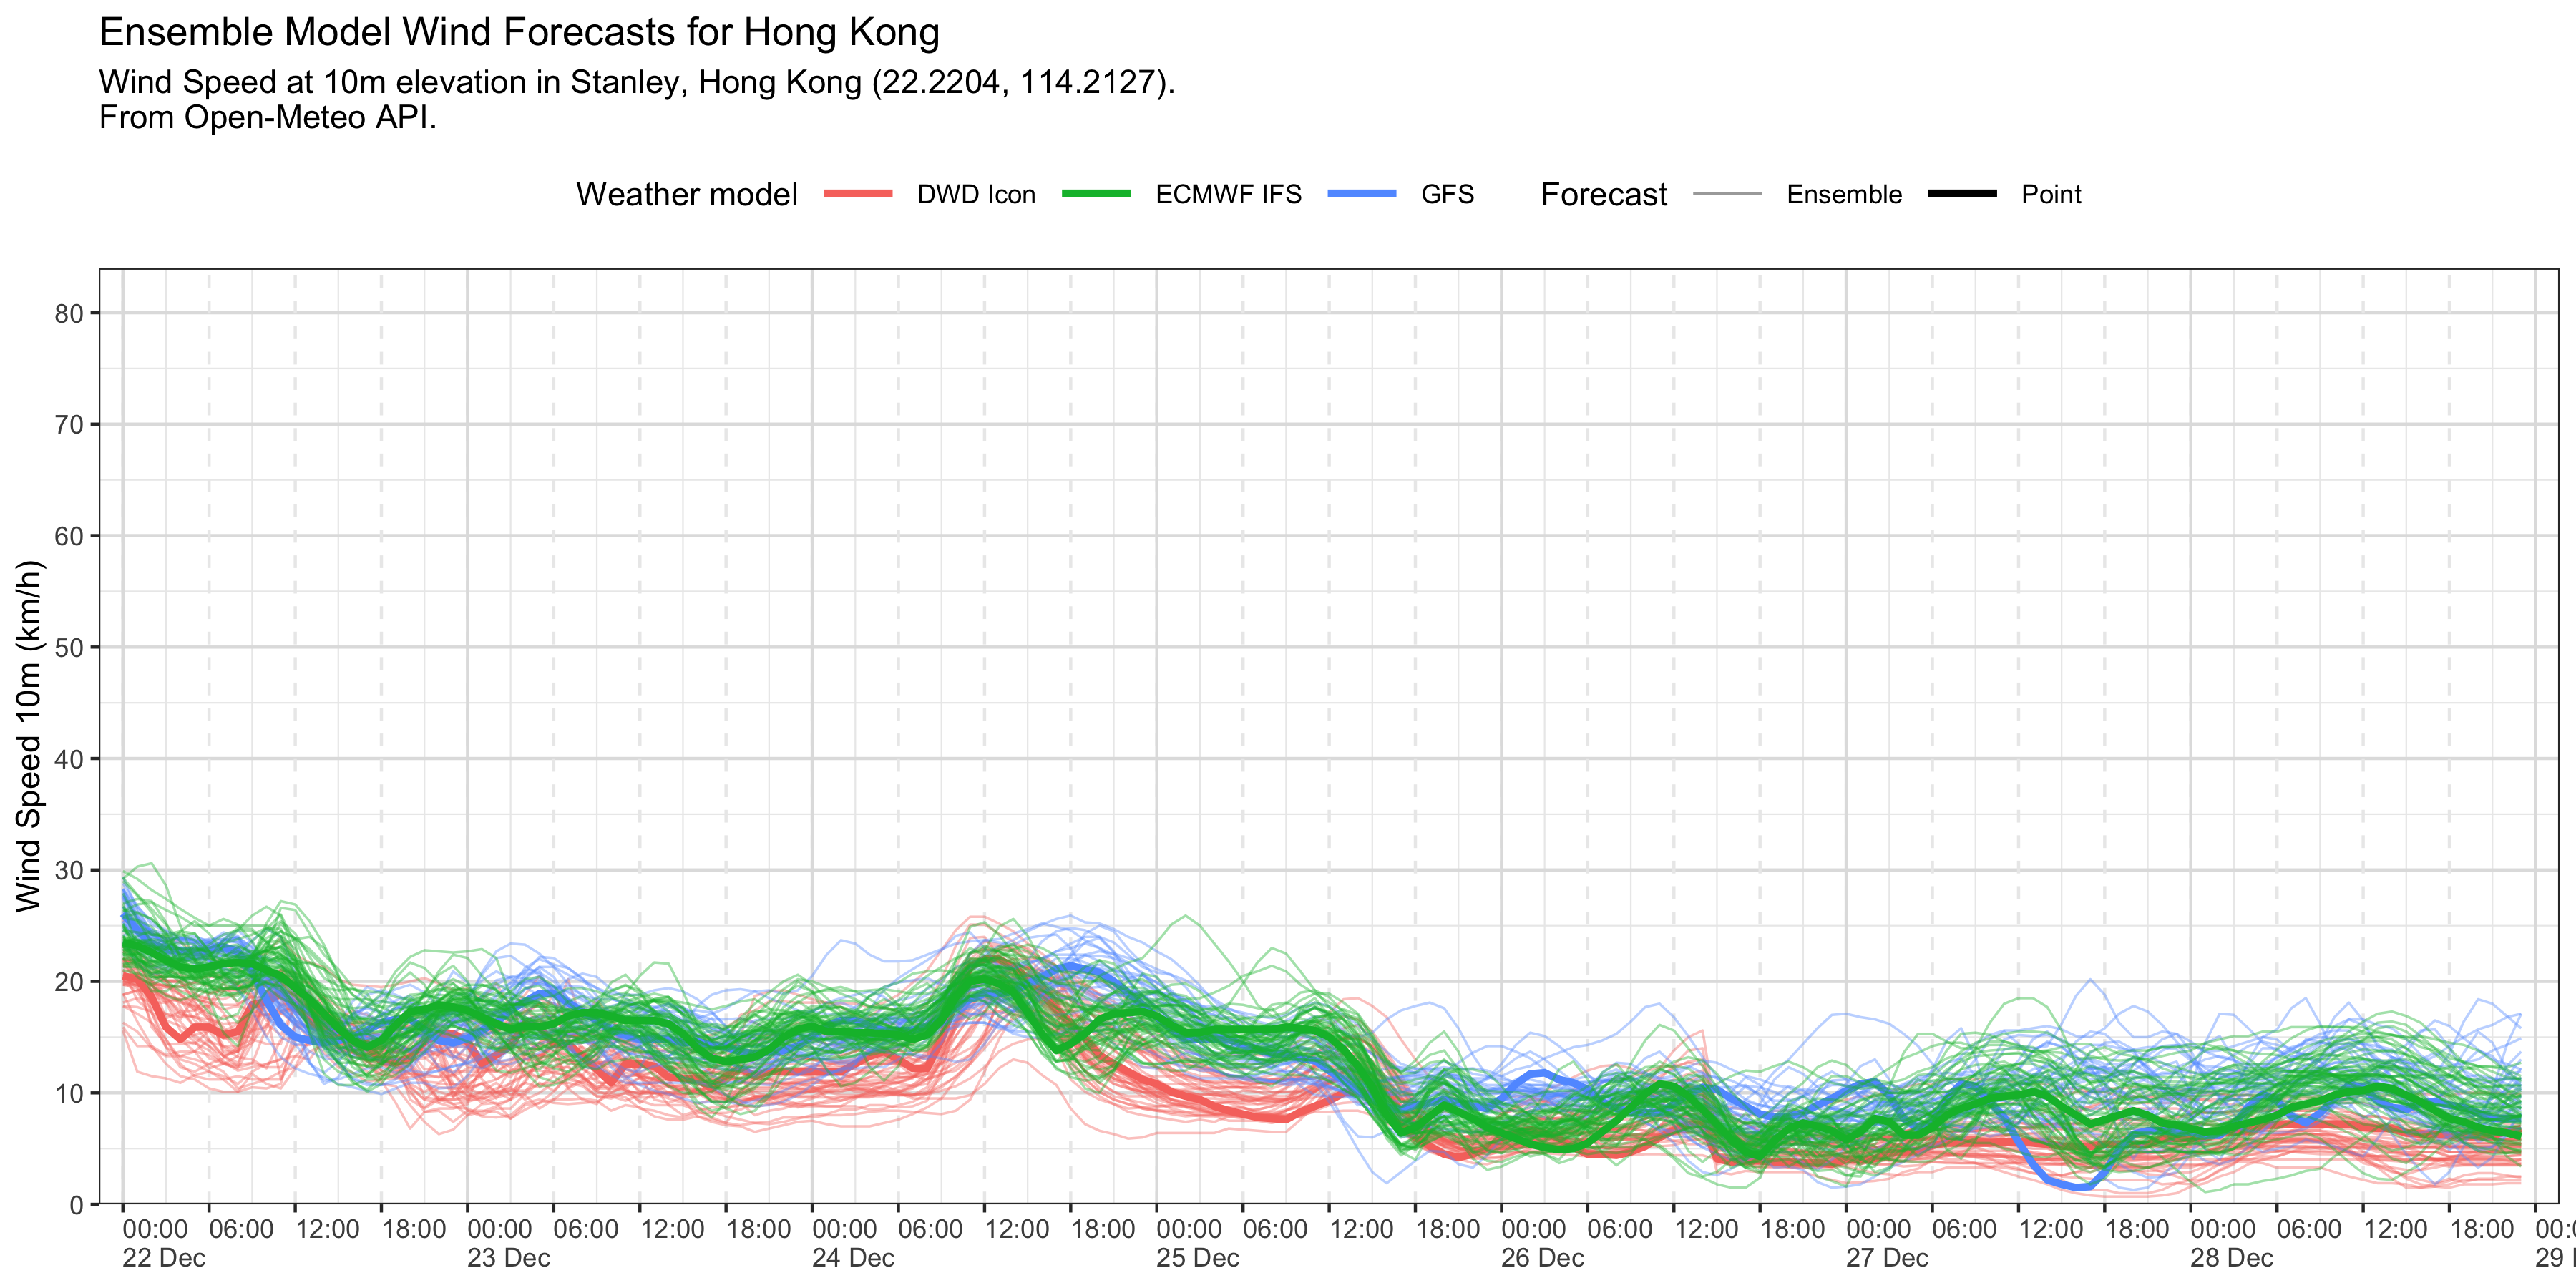 Ensemble Model Wind Forecasts for Hong Kong
Wind Speed at 10m elevation in Stanley, Hong Kong (22.2204, 114.2127).
From Open-Meteo API.
Weather model DWD Icon ECMWF IFS GFS Forecast Ensemble Point
Wind Speed 10m (km/h)
80
70
60
50
40
30
20
10
0
00:00 06:00 12:00 18:00 00:00 06:00 12:00 18:00 00:00 06:00 12:00 18:00 00:00 06:00 12:00 18:00 00:00 06:00 12:00 18:00 00:00 06:00 12:00 18:00 00:00 06:00 12:00 18:00
22 Dec 23 Dec 24 Dec 25 Dec 26 Dec 27 Dec 28 Dec 29